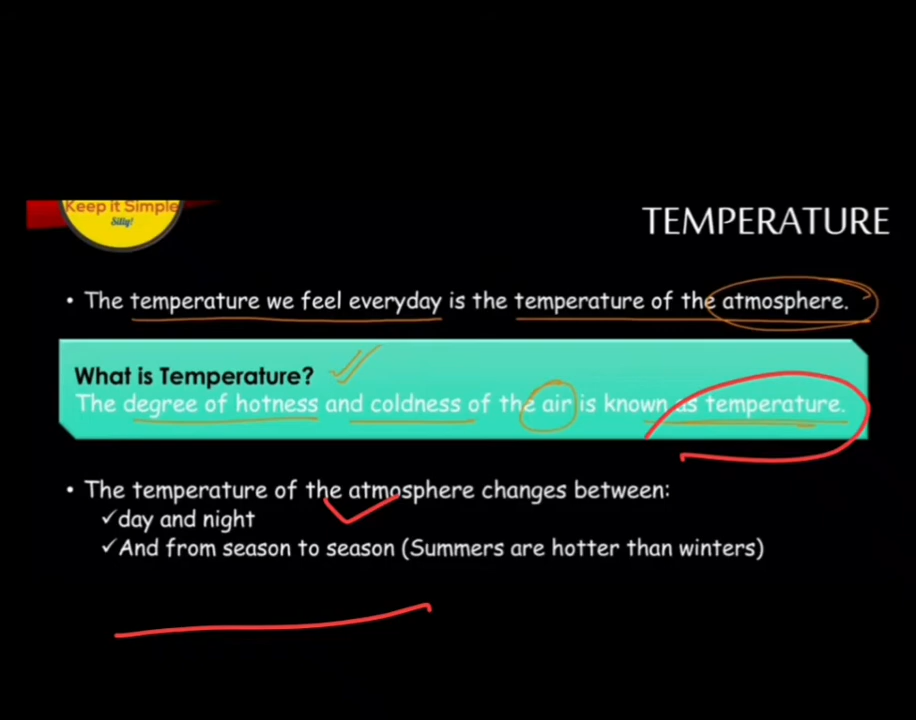 Keep it Simple
Silly!
TEMPERATURE
• The temperature we feel everyday is the temperature of the atmosphere.
What is Temperature?
The degree of hotness and coldness of the air is known as temperature.
• The temperature of the atmosphere changes between:
✓day and night
✓And from season to season (Summers are hotter than winters)